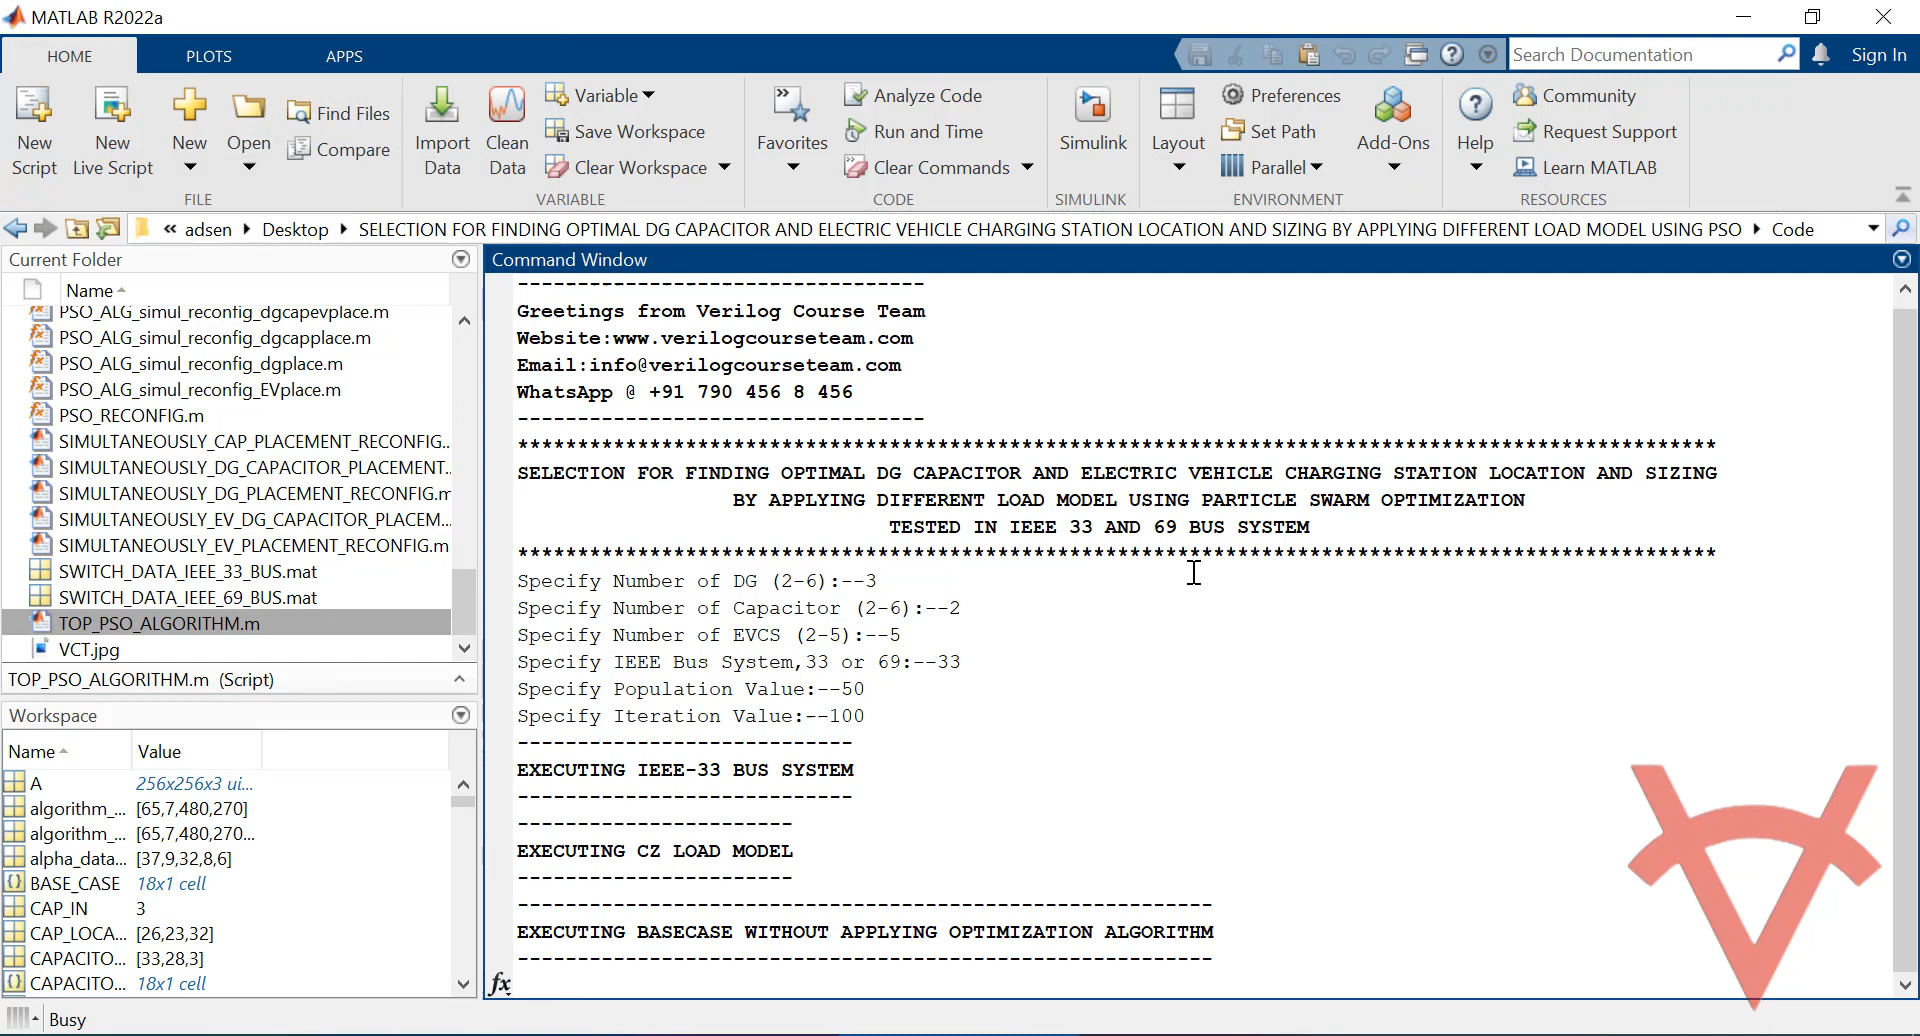 MATLAB R2022a
HOME
PLOTS
APPS
Search Documentation
Sign In
New Script
New Live Script
New
Open
Find Files
Compare
FILE
Import Data
Clean Data
Variable
Save Workspace
Clear Workspace
VARIABLE
Favorites
Analyze Code
Run and Time
Clear Commands
CODE
Simulink
SIMULINK
Layout
Preferences
Set Path
Parallel
Add-Ons
ENVIRONMENT
Help
Community
Request Support
Learn MATLAB
RESOURCES
« adsen ▸ Desktop ▸ SELECTION FOR FINDING OPTIMAL DG CAPACITOR AND ELECTRIC VEHICLE CHARGING STATION LOCATION AND SIZING BY APPLYING DIFFERENT LOAD MODEL USING PSO ▸ Code
Current Folder
Name
PSO_ALG_simul_reconfig_dgcapevplace.m
PSO_ALG_simul_reconfig_dgcapplace.m
PSO_ALG_simul_reconfig_dgplace.m
PSO_ALG_simul_reconfig_EVplace.m
PSO_RECONFIG.m
SIMULTANEOUSLY_CAP_PLACEMENT_RECONFIG...
SIMULTANEOUSLY_DG_CAPACITOR_PLACEMENT...
SIMULTANEOUSLY_DG_PLACEMENT_RECONFIG.m
SIMULTANEOUSLY_EV_DG_CAPACITOR_PLACEM...
SIMULTANEOUSLY_EV_PLACEMENT_RECONFIG.m
SWITCH_DATA_IEEE_33_BUS.mat
SWITCH_DATA_IEEE_69_BUS.mat
TOP_PSO_ALGORITHM.m
VCT.jpg
TOP_PSO_ALGORITHM.m (Script)
Workspace
Name Value
A 256x256x3 ui...
algorithm_... [65,7,480,270]
algorithm_... [65,7,480,270...
alpha_data... [37,9,32,8,6]
BASE_CASE 18x1 cell
CAP_IN 3
CAP_LOCA... [26,23,32]
CAPACITO... [33,28,3]
CAPACITO... 18x1 cell
Busy
Command Window
----------------------------------
Greetings from Verilog Course Team
Website:www.verilogcourseteam.com
Email:info@verilogcourseteam.com
WhatsApp @ +91 790 456 8 456
----------------------------------
****************************************************************************************************
SELECTION FOR FINDING OPTIMAL DG CAPACITOR AND ELECTRIC VEHICLE CHARGING STATION LOCATION AND SIZING
BY APPLYING DIFFERENT LOAD MODEL USING PARTICLE SWARM OPTIMIZATION
TESTED IN IEEE 33 AND 69 BUS SYSTEM
****************************************************************************************************
Specify Number of DG (2-6):--3
Specify Number of Capacitor (2-6):--2
Specify Number of EVCS (2-5):--5
Specify IEEE Bus System,33 or 69:--33
Specify Population Value:--50
Specify Iteration Value:--100
----------------------------
EXECUTING IEEE-33 BUS SYSTEM
----------------------------
-----------------------
EXECUTING CZ LOAD MODEL
-----------------------
----------------------------------------------------------
EXECUTING BASECASE WITHOUT APPLYING OPTIMIZATION ALGORITHM
----------------------------------------------------------
fx